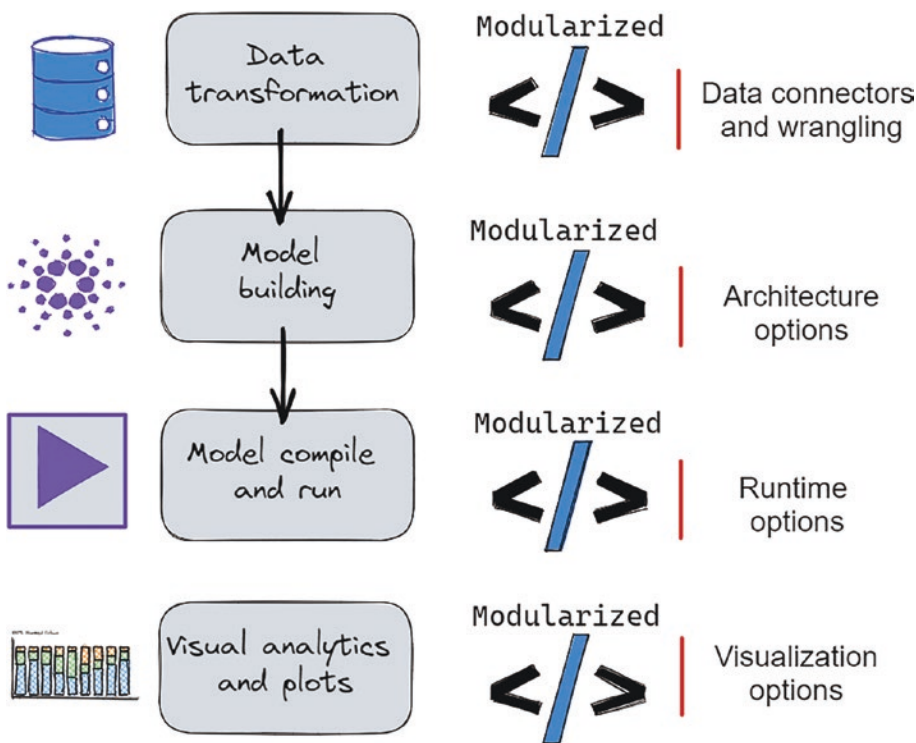 Data
transformation
Modularized
</>
Data connectors
and wrangling
Model
building
Modularized
</>
Architecture
options
Model compile
and run
Modularized
</>
Runtime
options
Visual analytics
and plots
Modularized
</>
Visualization
options